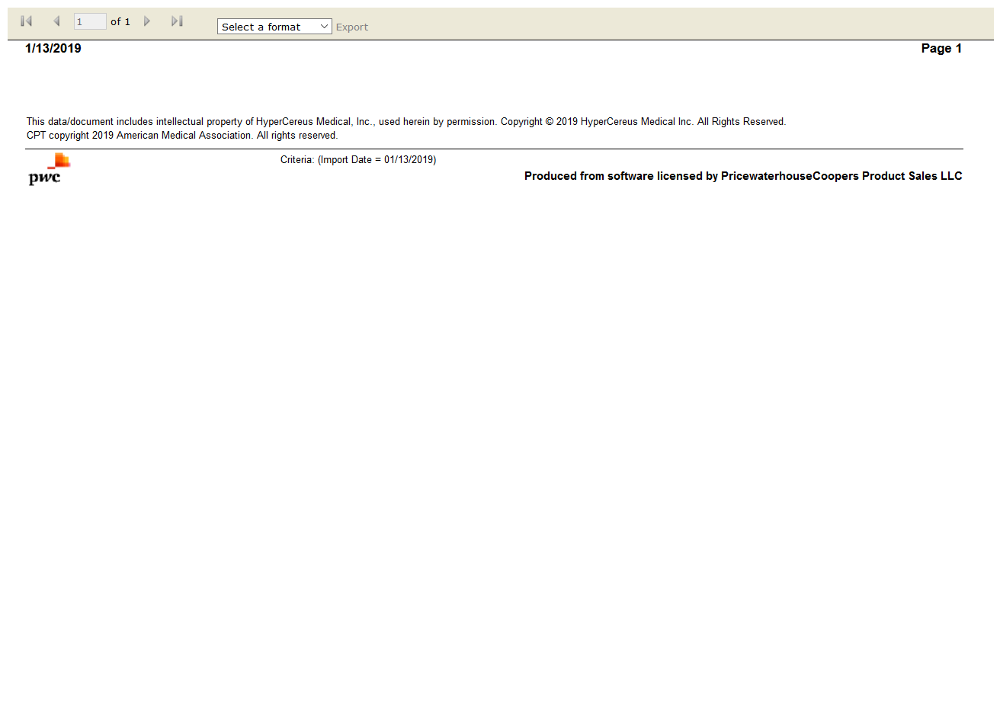 1 of 1 Select a format Export
1/13/2019 Page 1
This data/document includes intellectual property of HyperCereus Medical, Inc., used herein by permission. Copyright © 2019 HyperCereus Medical Inc. All Rights Reserved.
CPT copyright 2019 American Medical Association. All rights reserved.
Criteria: (Import Date = 01/13/2019)
pwc
Produced from software licensed by PricewaterhouseCoopers Product Sales LLC